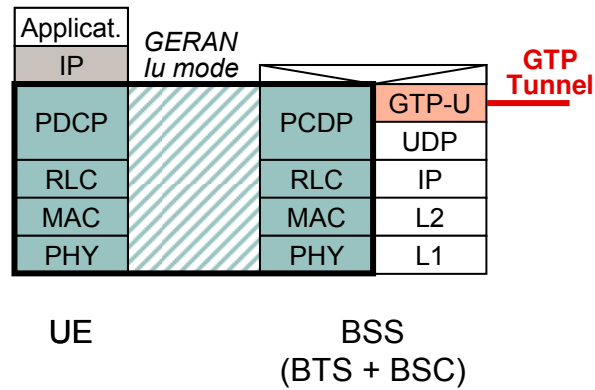 Applicat.
IP
GERAN
Iu mode
GTP
Tunnel
PDCP
PCDP
GTP-U
UDP
RLC
RLC
IP
MAC
MAC
L2
PHY
PHY
L1
UE
BSS
(BTS + BSC)